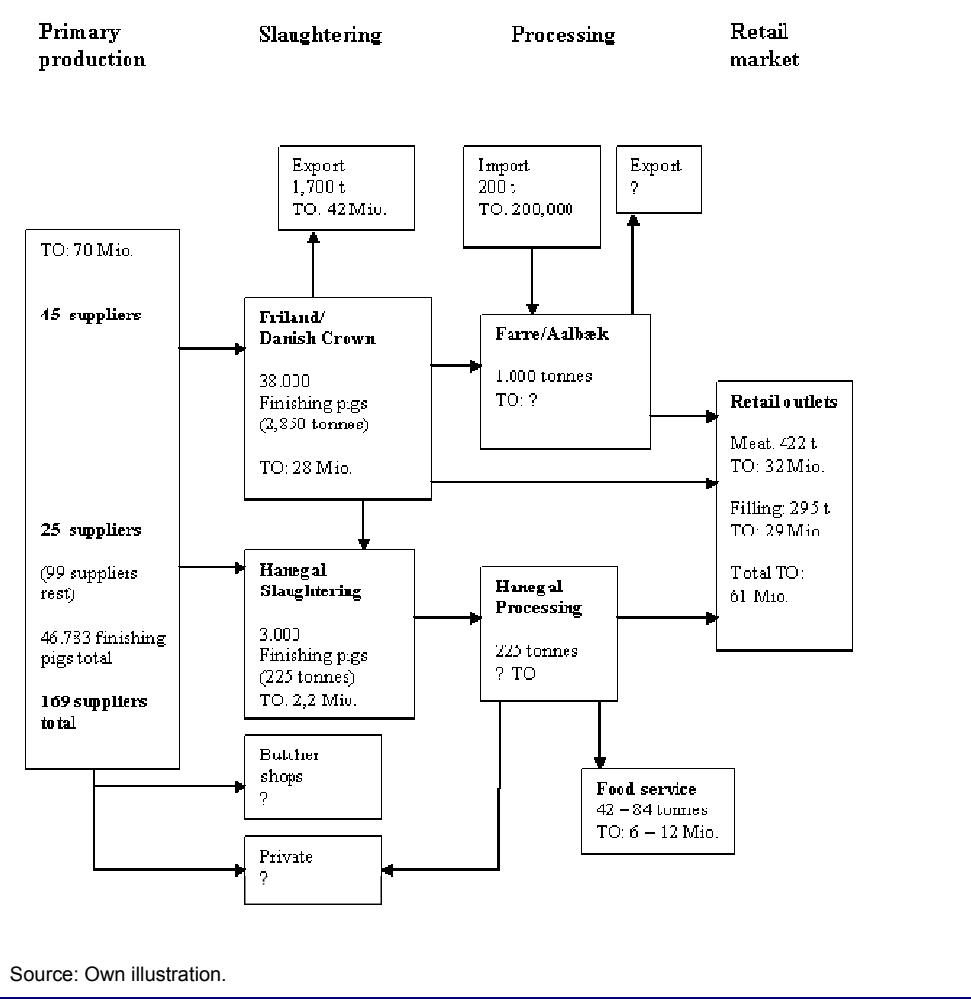 Primary
production
Slaughtering
Processing
Retail
market
Export
1,700 t
TO. 42 Mio.
Import
200 t
TO. 200,000
Export
?
TO: 70 Mio.
45 suppliers
25 suppliers
(99 suppliers
rest)
46.783 finishing
pigs total
169 suppliers
total
Friland/
Danish Crown
38.000
Finishing pigs
(2,850 tonnes)
TO: 28 Mio.
Farre/Aalbæk
1.000 tonnes
TO: ?
Retail outlets
Meat. 422 t
TO: 32 Mio.
Filling: 295 t
TO: 29 Mio
Total TO:
61 Mio.
Hanegal
Slaughtering
3.000
Finishing pigs
(225 tonnes)
TO. 2,2 Mio.
Hanegal
Processing
225 tonnes
? TO
Butcher
shops
?
Private
?
Food service
42 – 84 tonnes
TO: 6 – 12 Mio.
Source: Own illustration.